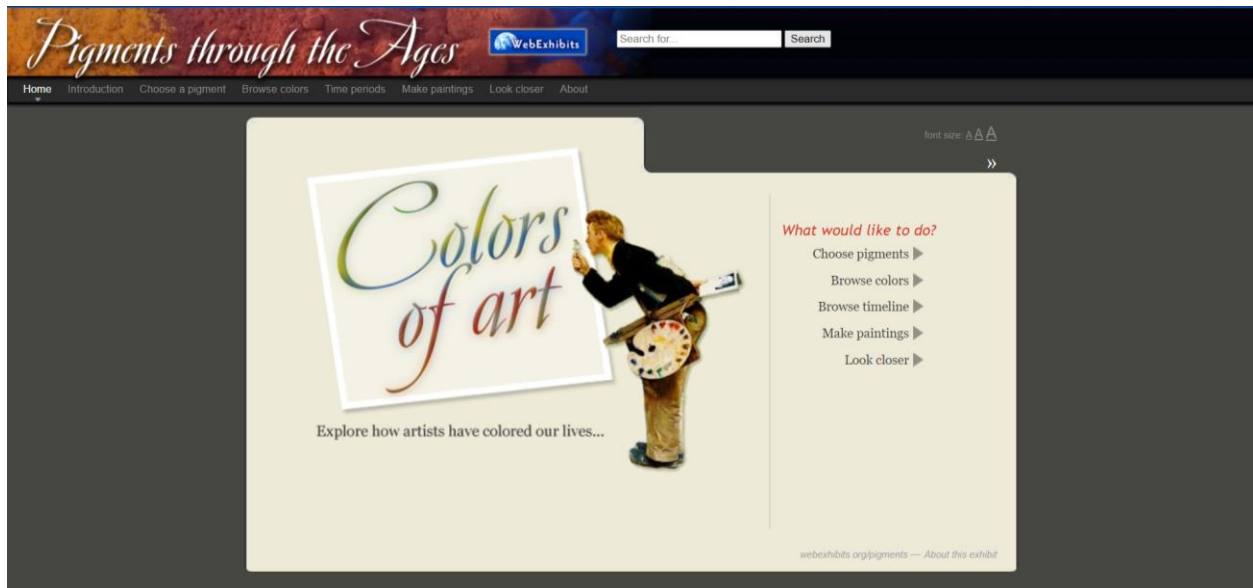 Pigments through the Ages
WebExhibits
Search for...
Search
Home Introduction Choose a pigment Browse colors Time periods Make paintings Look closer About
font size: A A A
»
Colors
of art
What would like to do?
Choose pigments
Browse colors
Browse timeline
Make paintings
Look closer
Explore how artists have colored our lives...
webexhibits.org/pigments — About this exhibit